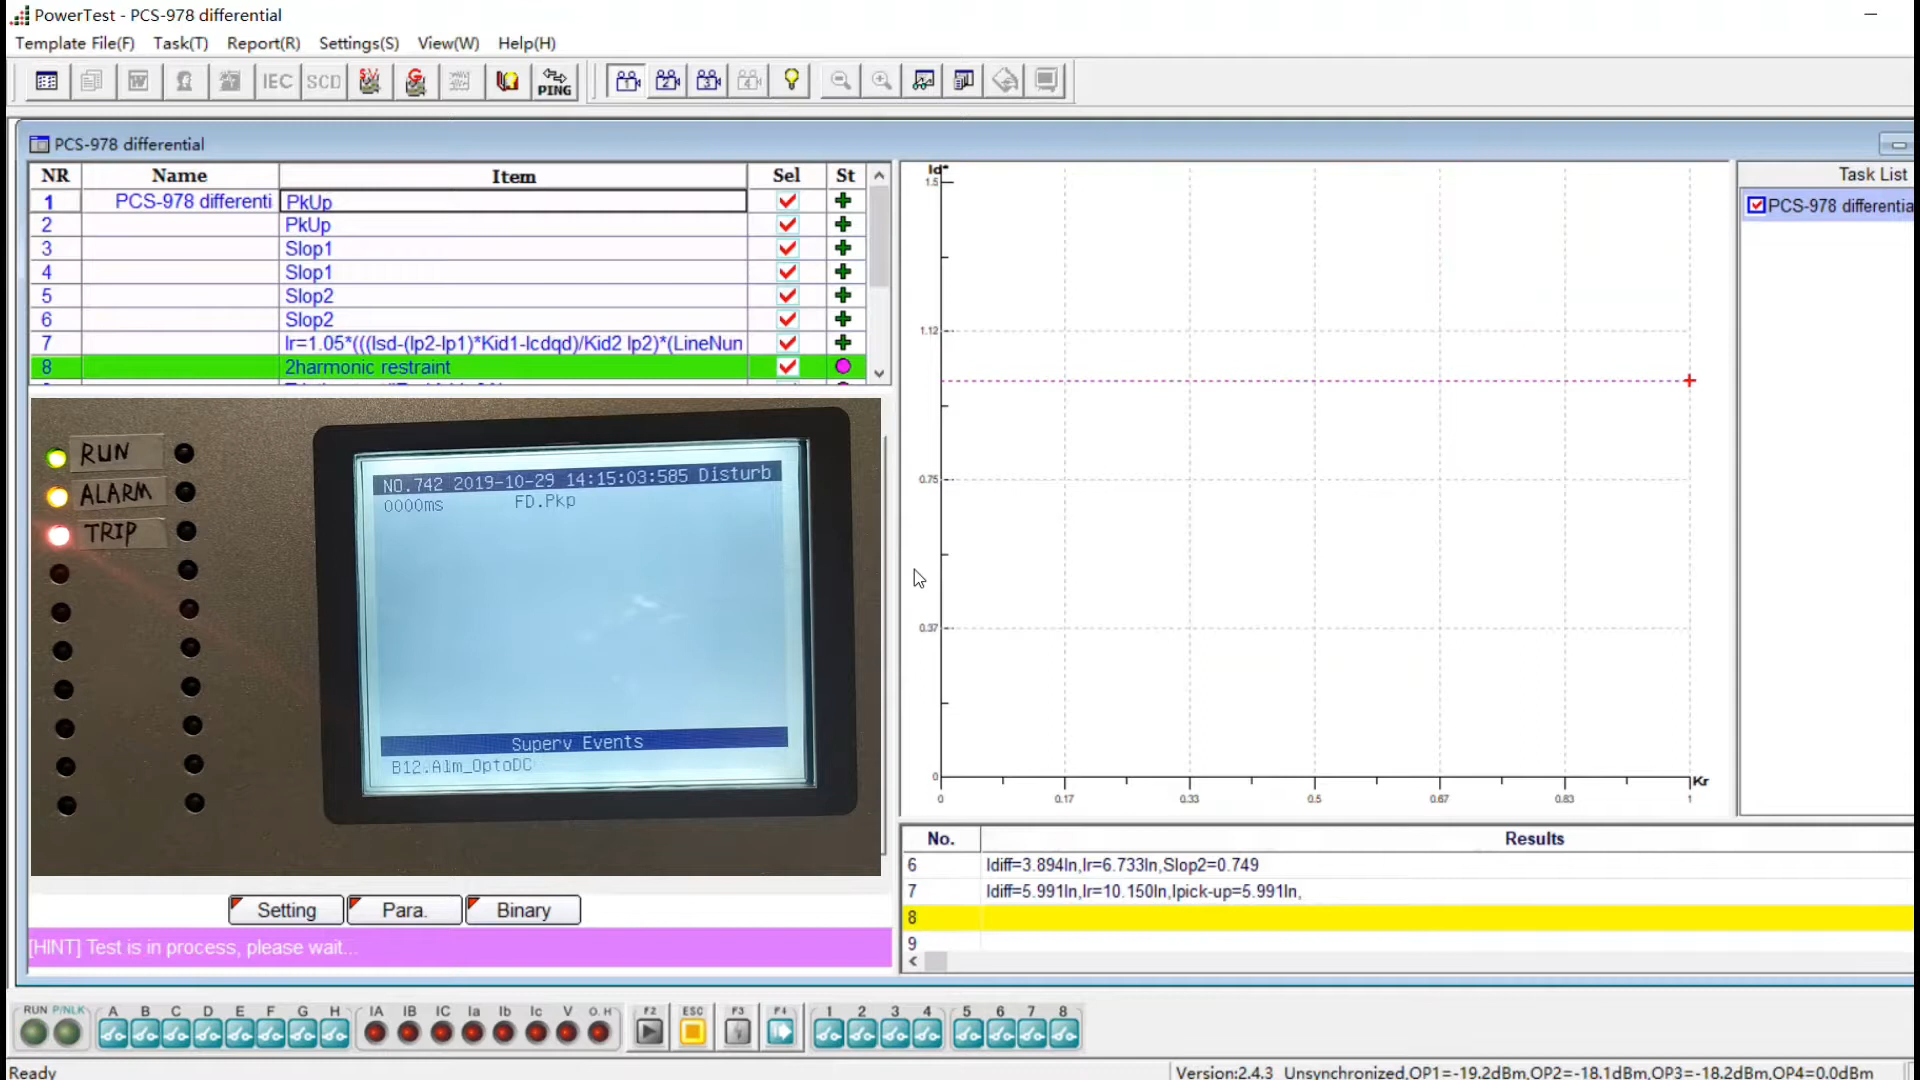 PowerTest - PCS-978 differential
Template File(F) Task(T) Report(R) Settings(S) View(W) Help(H)
IEC SCD SV G PING 1 2 3 4
PCS-978 differential
NR Name Item Sel St
1 PCS-978 differenti PkUp
2 PkUp
3 Slop1
4 Slop1
5 Slop2
6 Slop2
7 Ir=1.05*(((Isd-(Ip2-Ip1)*Kid1-Icdqd)/Kid2 Ip2)*(LineNun
8 2harmonic restraint
RUN
ALARM
TRIP
NO.742 2019-10-29 14:15:03:585 Disturb
0000ms FD.Pkp
Superv Events
B12.Alm_OptoDC
Setting Para. Binary
[HINT] Test is in process, please wait...
Id*
1.5
1.12
0.75
0.37
0
0 0.17 0.33 0.5 0.67 0.83 1
Kr
Task List
PCS-978 differentia
No. Results
6 Idiff=3.894In,Ir=6.733In,Slop2=0.749
7 Idiff=5.991In,Ir=10.150In,Ipick-up=5.991In,
8
9
RUN P/NLK A B C D E F G H IA IB IC Ia Ib Ic V O.H F2 ESC F3 F4 1 2 3 4 5 6 7 8
Ready
Version:2.4.3 Unsynchronized,OP1=-19.2dBm,OP2=-18.1dBm,OP3=-18.2dBm,OP4=0.0dBm